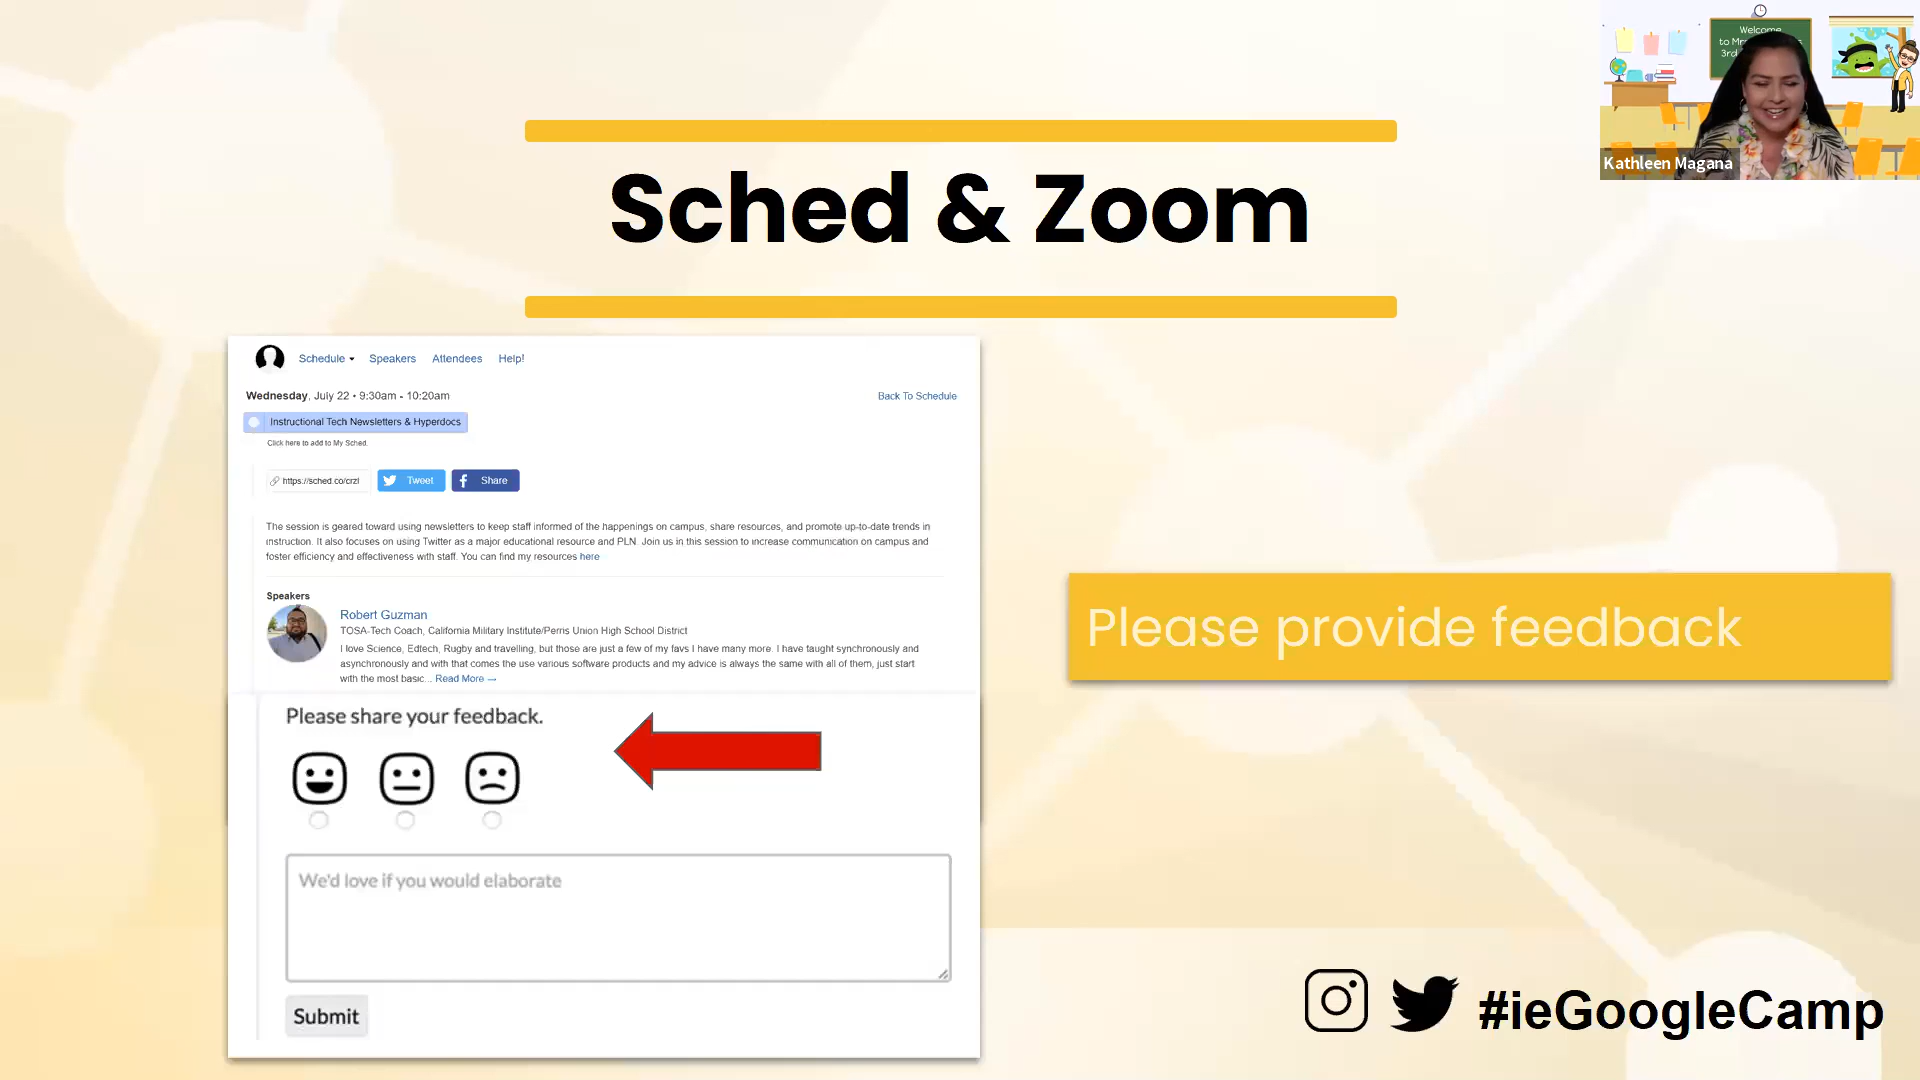 Welcome
to Mr
3rd
Kathleen Magana
Sched & Zoom
Schedule Speakers Attendees Help!
Wednesday, July 22 • 9:30am - 10:20am
Back To Schedule
Instructional Tech Newsletters & Hyperdocs
Click here to add to My Sched.
https://sched.co/crzl Tweet Share
The session is geared toward using newsletters to keep staff informed of the happenings on campus, share resources, and promote up-to-date trends in
instruction. It also focuses on using Twitter as a major educational resource and PLN. Join us in this session to increase communication on campus and
foster efficiency and effectiveness with staff. You can find my resources here
Speakers
Robert Guzman
TOSA-Tech Coach, California Military Institute/Perris Union High School District
I love Science, Edtech, Rugby and travelling, but those are just a few of my favs I have many more. I have taught synchronously and
asynchronously and with that comes the use various software products and my advice is always the same with all of them, just start
with the most basic... Read More →
Please share your feedback.
We'd love if you would elaborate
Submit
Please provide feedback
#ieGoogleCamp